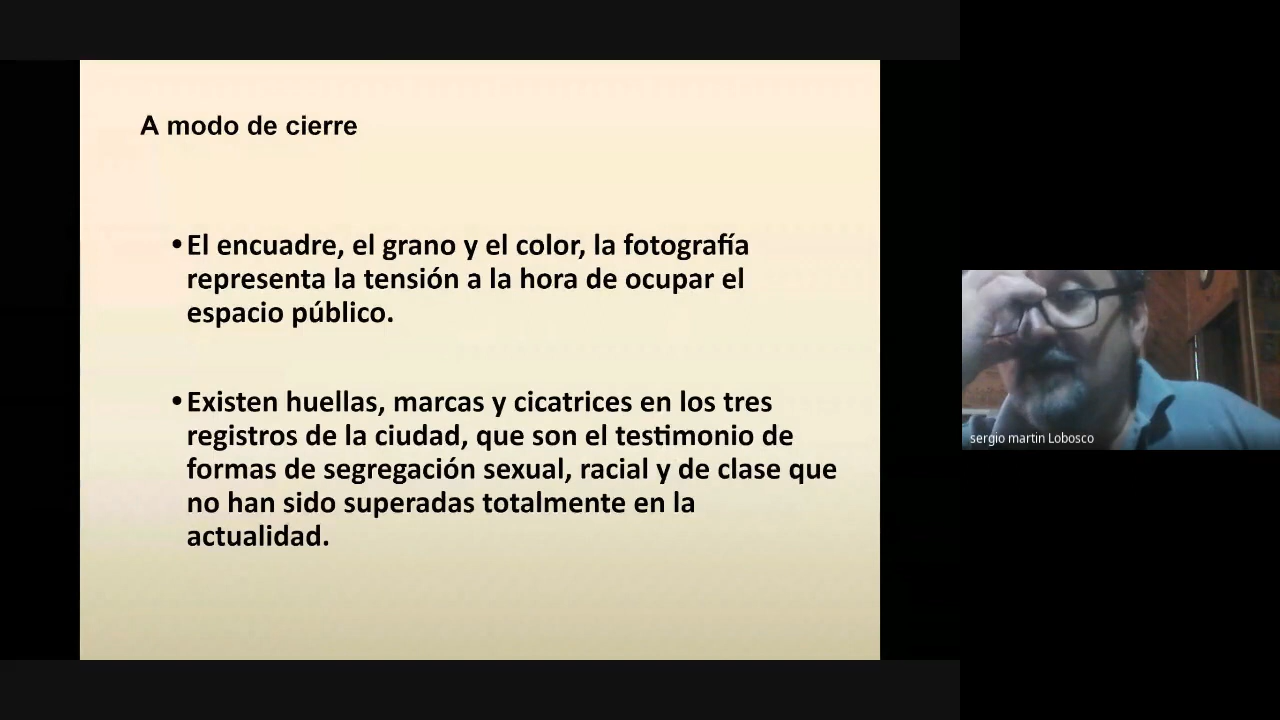 A modo de cierre
•El encuadre, el grano y el color, la fotografía
representa la tensión a la hora de ocupar el
espacio público.
•Existen huellas, marcas y cicatrices en los tres
registros de la ciudad, que son el testimonio de
formas de segregación sexual, racial y de clase que
no han sido superadas totalmente en la
actualidad.
sergio martin Lobosco